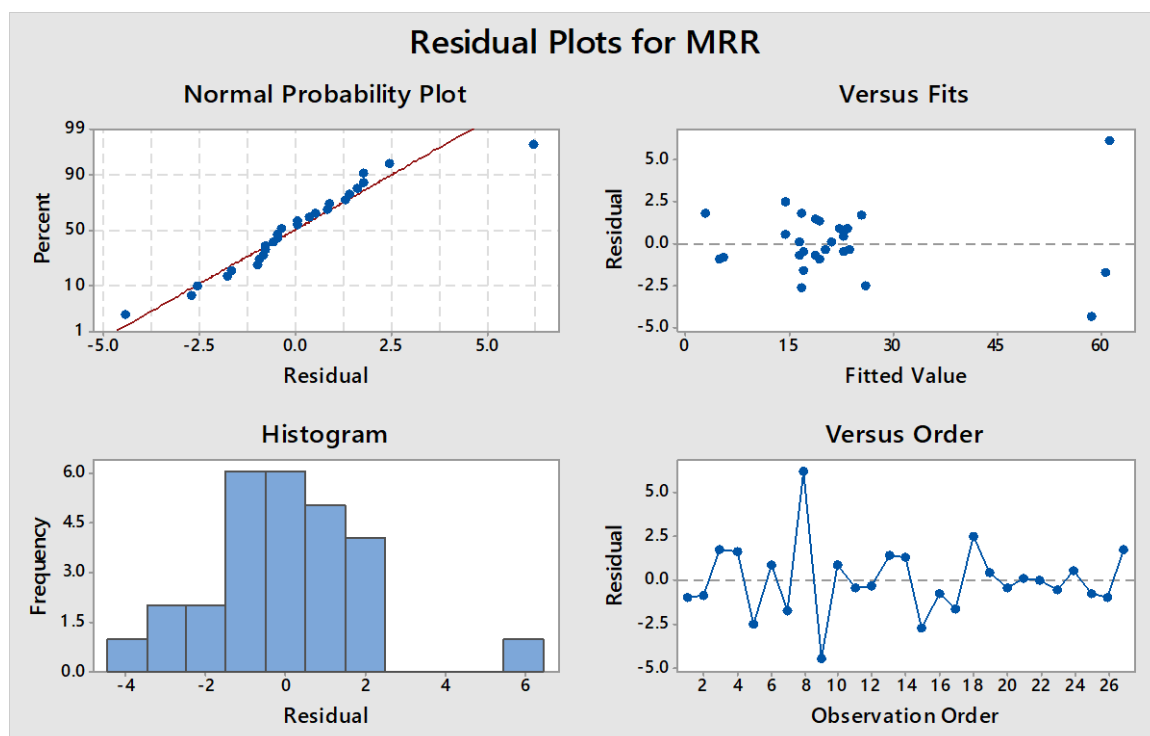 Residual Plots for MRR
Normal Probability Plot
99
90
50
10
1
Percent
-5.0 -2.5 0.0 2.5 5.0
Residual
Versus Fits
5.0
2.5
0.0
-2.5
-5.0
Residual
0 15 30 45 60
Fitted Value
Histogram
6.0
4.5
3.0
1.5
0.0
Frequency
-4 -2 0 2 4 6
Residual
Versus Order
5.0
2.5
0.0
-2.5
-5.0
Residual
2 4 6 8 10 12 14 16 18 20 22 24 26
Observation Order